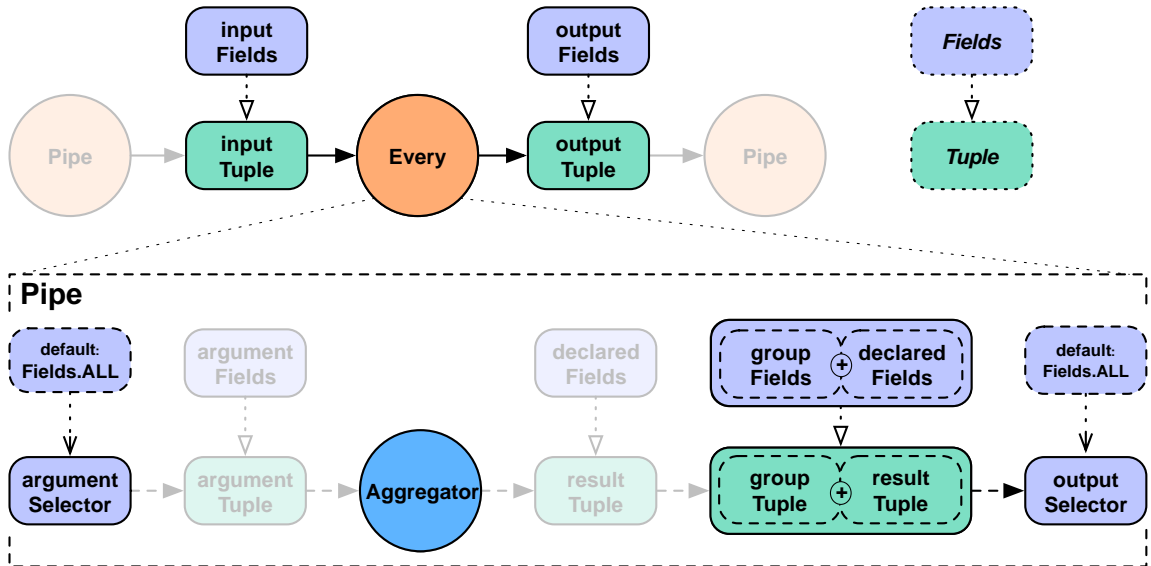 input
Fields
output
Fields
Fields
Pipe
input
Tuple
Every
output
Tuple
Pipe
Tuple
Pipe
default:
Fields.ALL
argument
Fields
declared
Fields
group
Fields
+
declared
Fields
default:
Fields.ALL
argument
Selector
argument
Tuple
Aggregator
result
Tuple
group
Tuple
+
result
Tuple
output
Selector